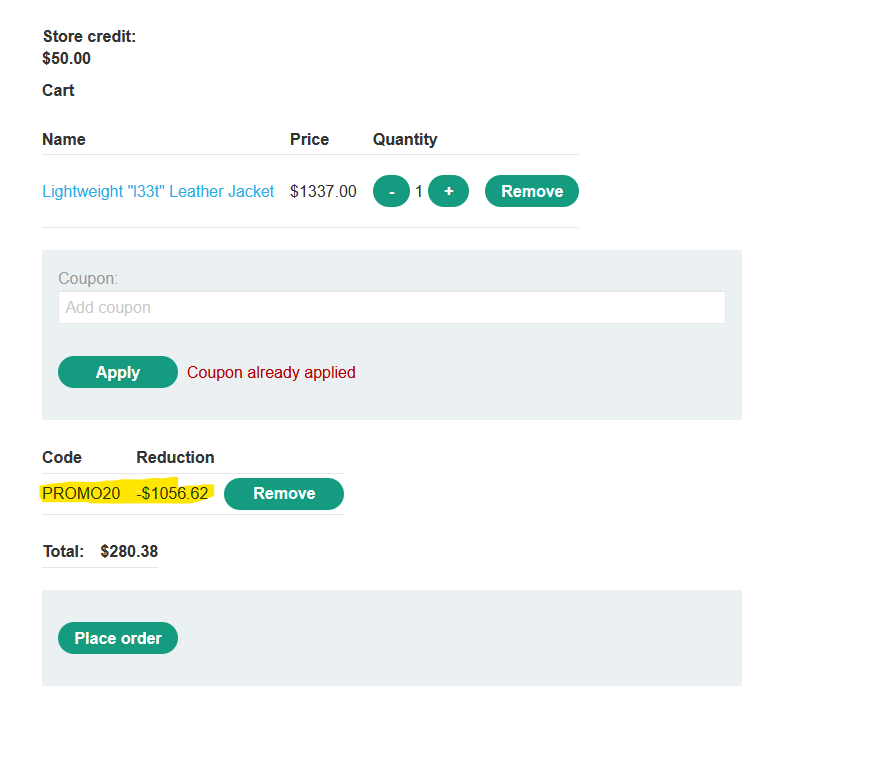 Store credit:
$50.00
Cart
Name Price Quantity
Lightweight "l33t" Leather Jacket $1337.00 - 1 + Remove
Coupon:
Add coupon
Apply Coupon already applied
Code Reduction
PROMO20 -$1056.62 Remove
Total: $280.38
Place order